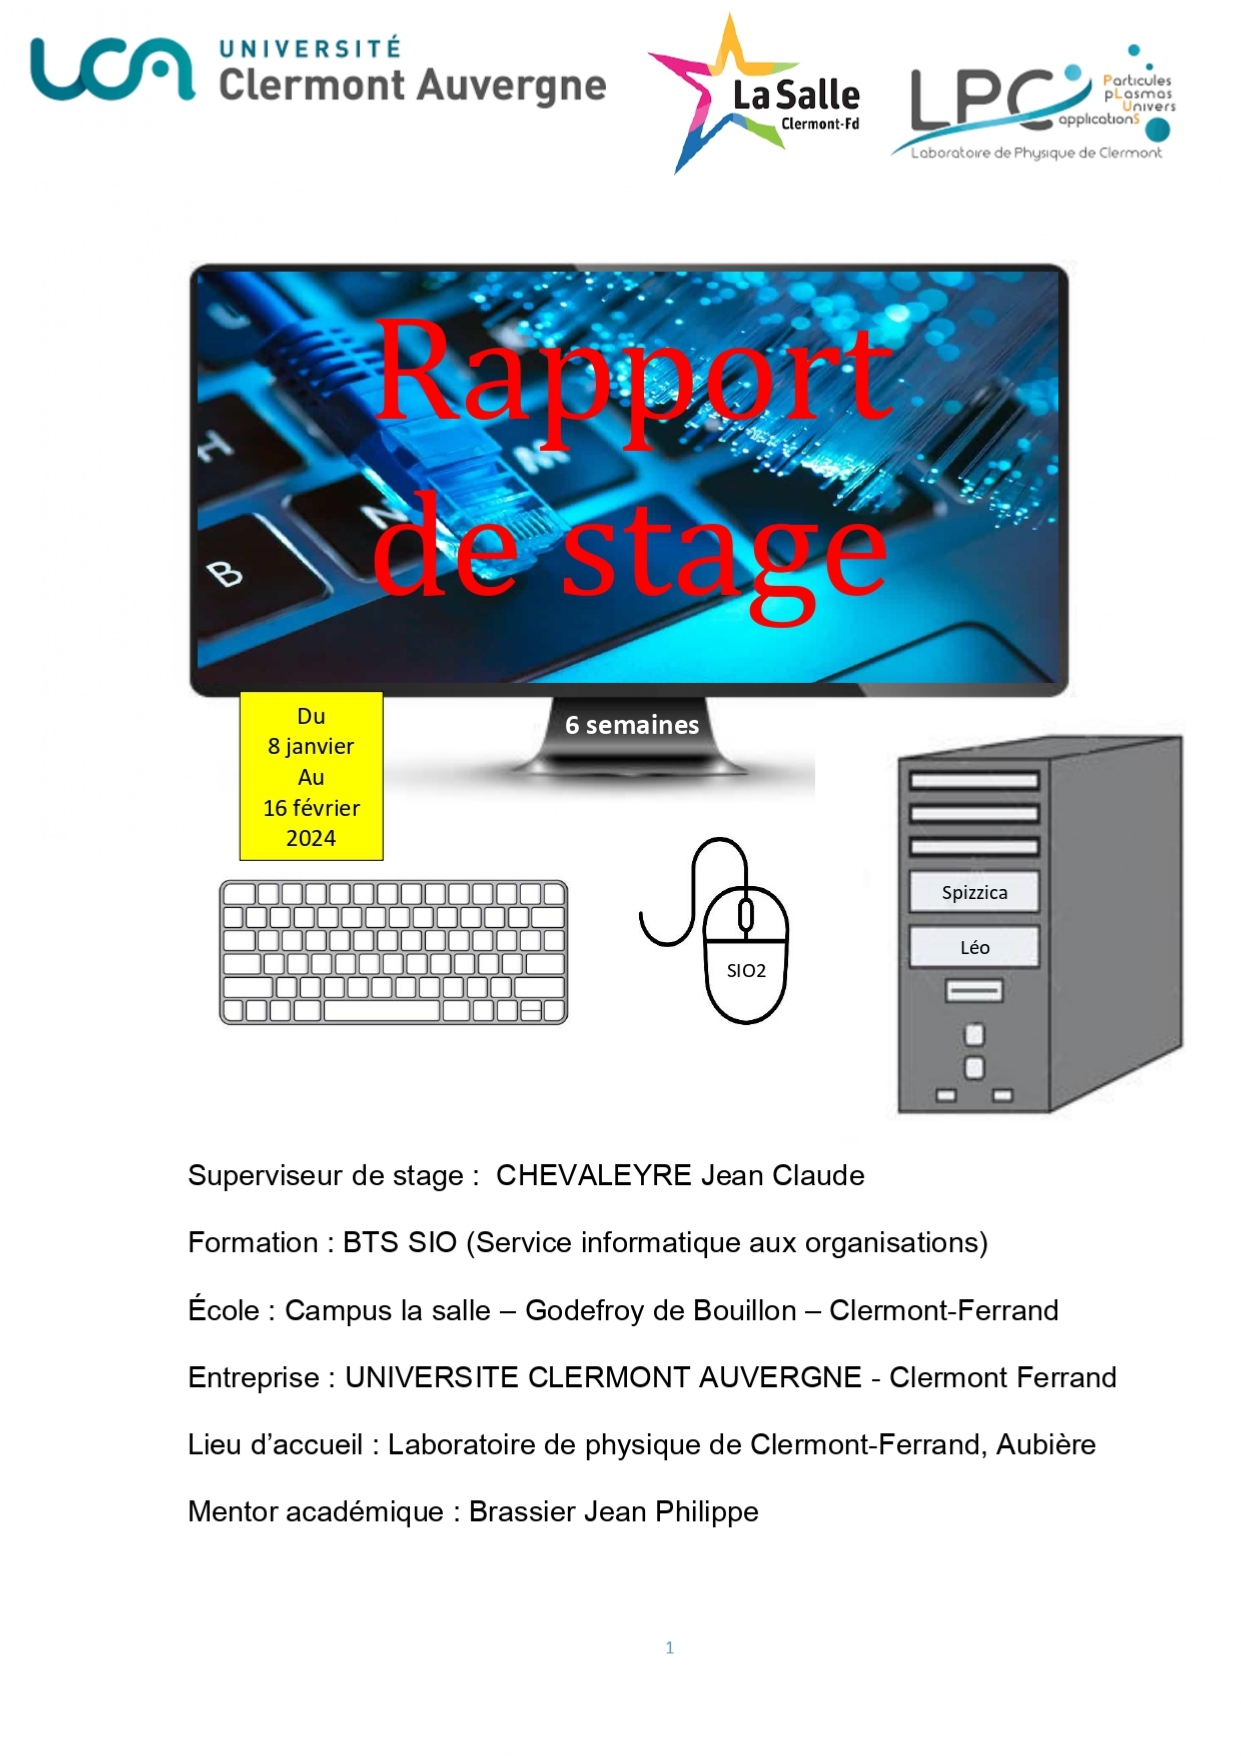 UNIVERSITÉ
Clermont Auvergne
La Salle
Clermont-Fd
LPC
Particules
pLasmas
Univers
applicationS
Laboratoire de Physique de Clermont
Rapport
de stage
H
N
B
6 semaines
Du
8 janvier
Au
16 février
2024
Spizzica
Léo
SIO2
Superviseur de stage :  CHEVALEYRE Jean Claude
Formation : BTS SIO (Service informatique aux organisations)
École : Campus la salle – Godefroy de Bouillon – Clermont-Ferrand
Entreprise : UNIVERSITE CLERMONT AUVERGNE - Clermont Ferrand
Lieu d’accueil : Laboratoire de physique de Clermont-Ferrand, Aubière
Mentor académique : Brassier Jean Philippe
1